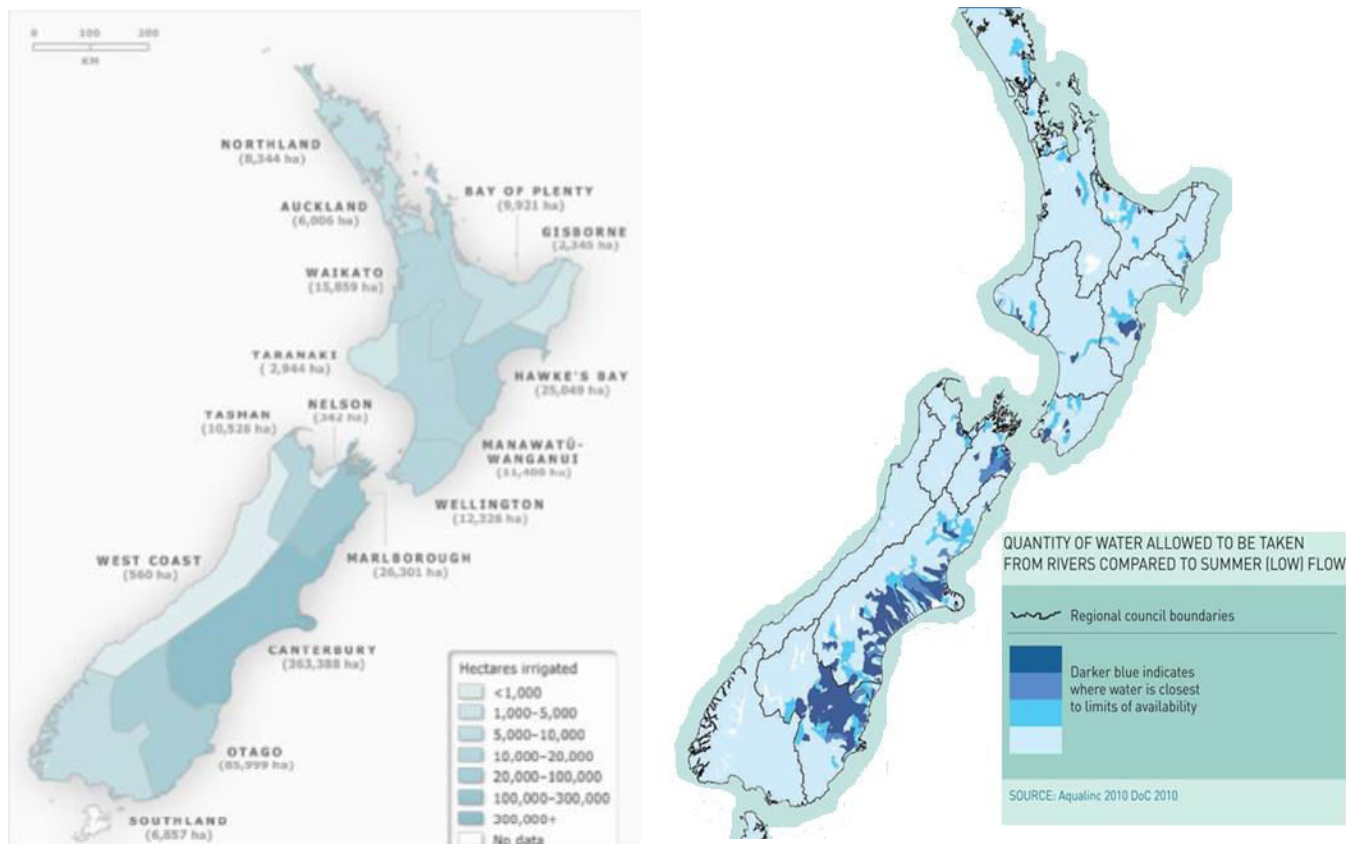 0 100 200
KM
NORTHLAND
(8,344 ha)
AUCKLAND
(6,006 ha)
BAY OF PLENTY
(9,921 ha)
GISBORNE
(2,345 ha)
WAIKATO
(15,859 ha)
TARANAKI
( 2,944 ha)
HAWKE'S BAY
(25,049 ha)
NELSON
(342 ha)
TASMAN
(10,526 ha)
MANAWATŪ-
WANGANUI
(11,400 ha)
WELLINGTON
(12,326 ha)
WEST COAST
(560 ha)
MARLBOROUGH
(26,301 ha)
CANTERBURY
(363,388 ha)
OTAGO
(85,999 ha)
SOUTHLAND
(6,857 ha)
Hectares irrigated
<1,000
1,000–5,000
5,000–10,000
10,000–20,000
20,000–100,000
100,000–300,000
300,000+
No data
QUANTITY OF WATER ALLOWED TO BE TAKEN
FROM RIVERS COMPARED TO SUMMER (LOW) FLOW
Regional council boundaries
Darker blue indicates
where water is closest
to limits of availability
SOURCE: Aqualinc 2010 DoC 2010